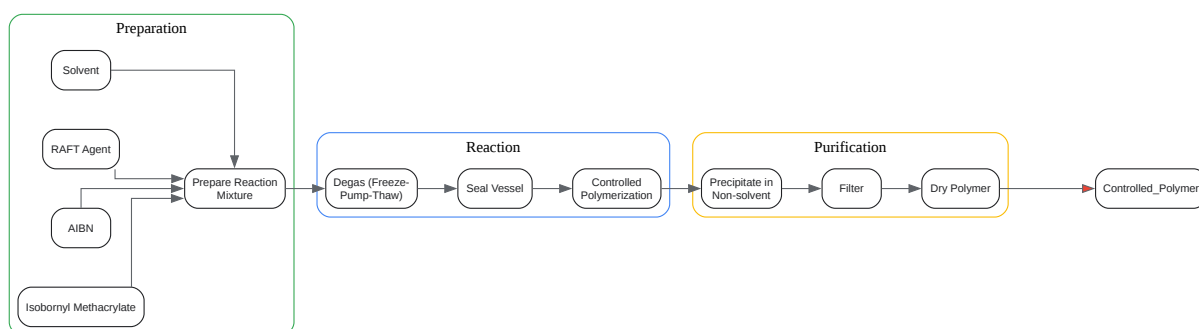 Preparation
Solvent
RAFT Agent
Prepare Reaction
Mixture
AIBN
Isobornyl Methacrylate
Reaction
Degas (Freeze-
Pump-Thaw)
Seal Vessel
Controlled
Polymerization
Purification
Precipitate in
Non-solvent
Filter
Dry Polymer
Controlled_Polymer